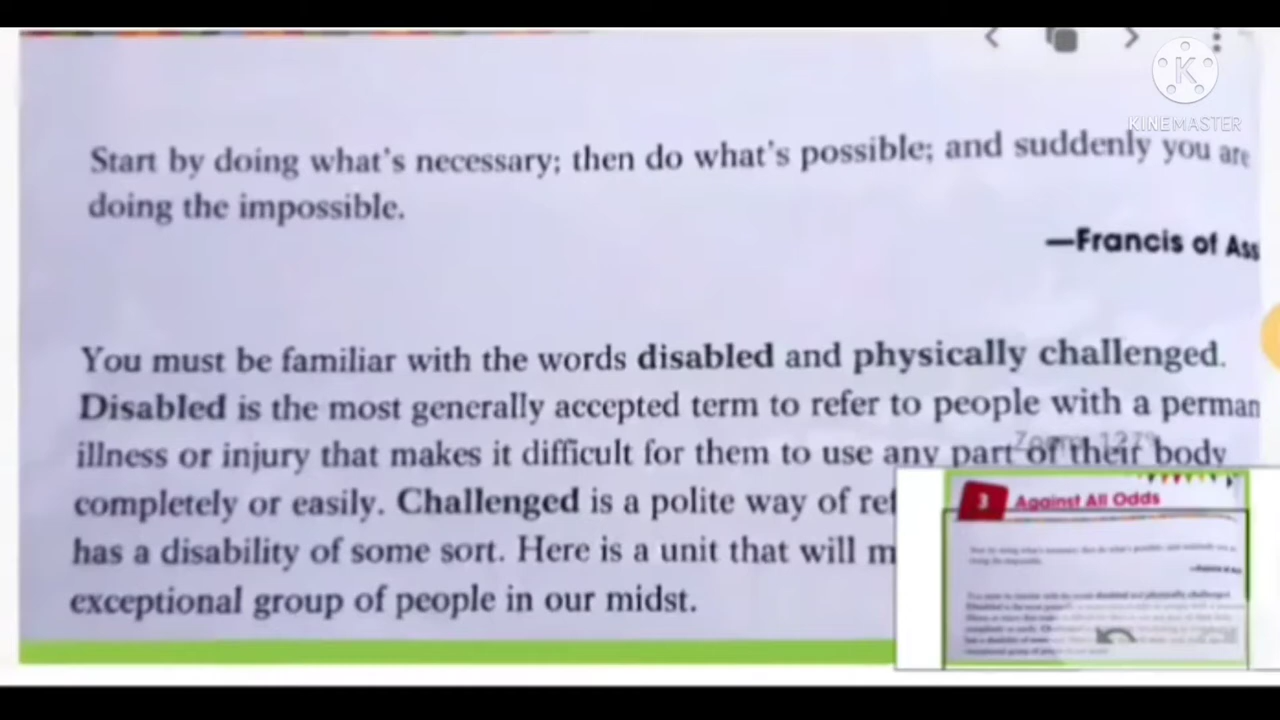 KINEMASTER
Start by doing what's necessary; then do what's possible; and suddenly you are
doing the impossible.
—Francis of Ass
You must be familiar with the words disabled and physically challenged.
Disabled is the most generally accepted term to refer to people with a perman
illness or injury that makes it difficult for them to use any part of their body
completely or easily. Challenged is a polite way of ref
has a disability of some sort. Here is a unit that will m
exceptional group of people in our midst.
3 Against All Odds